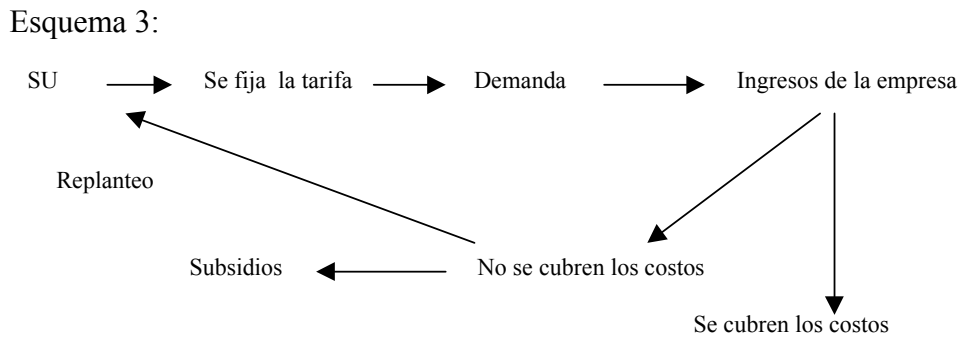 Esquema 3:
SU Se fija la tarifa Demanda Ingresos de la empresa
Replanteo
Subsidios No se cubren los costos
Se cubren los costos